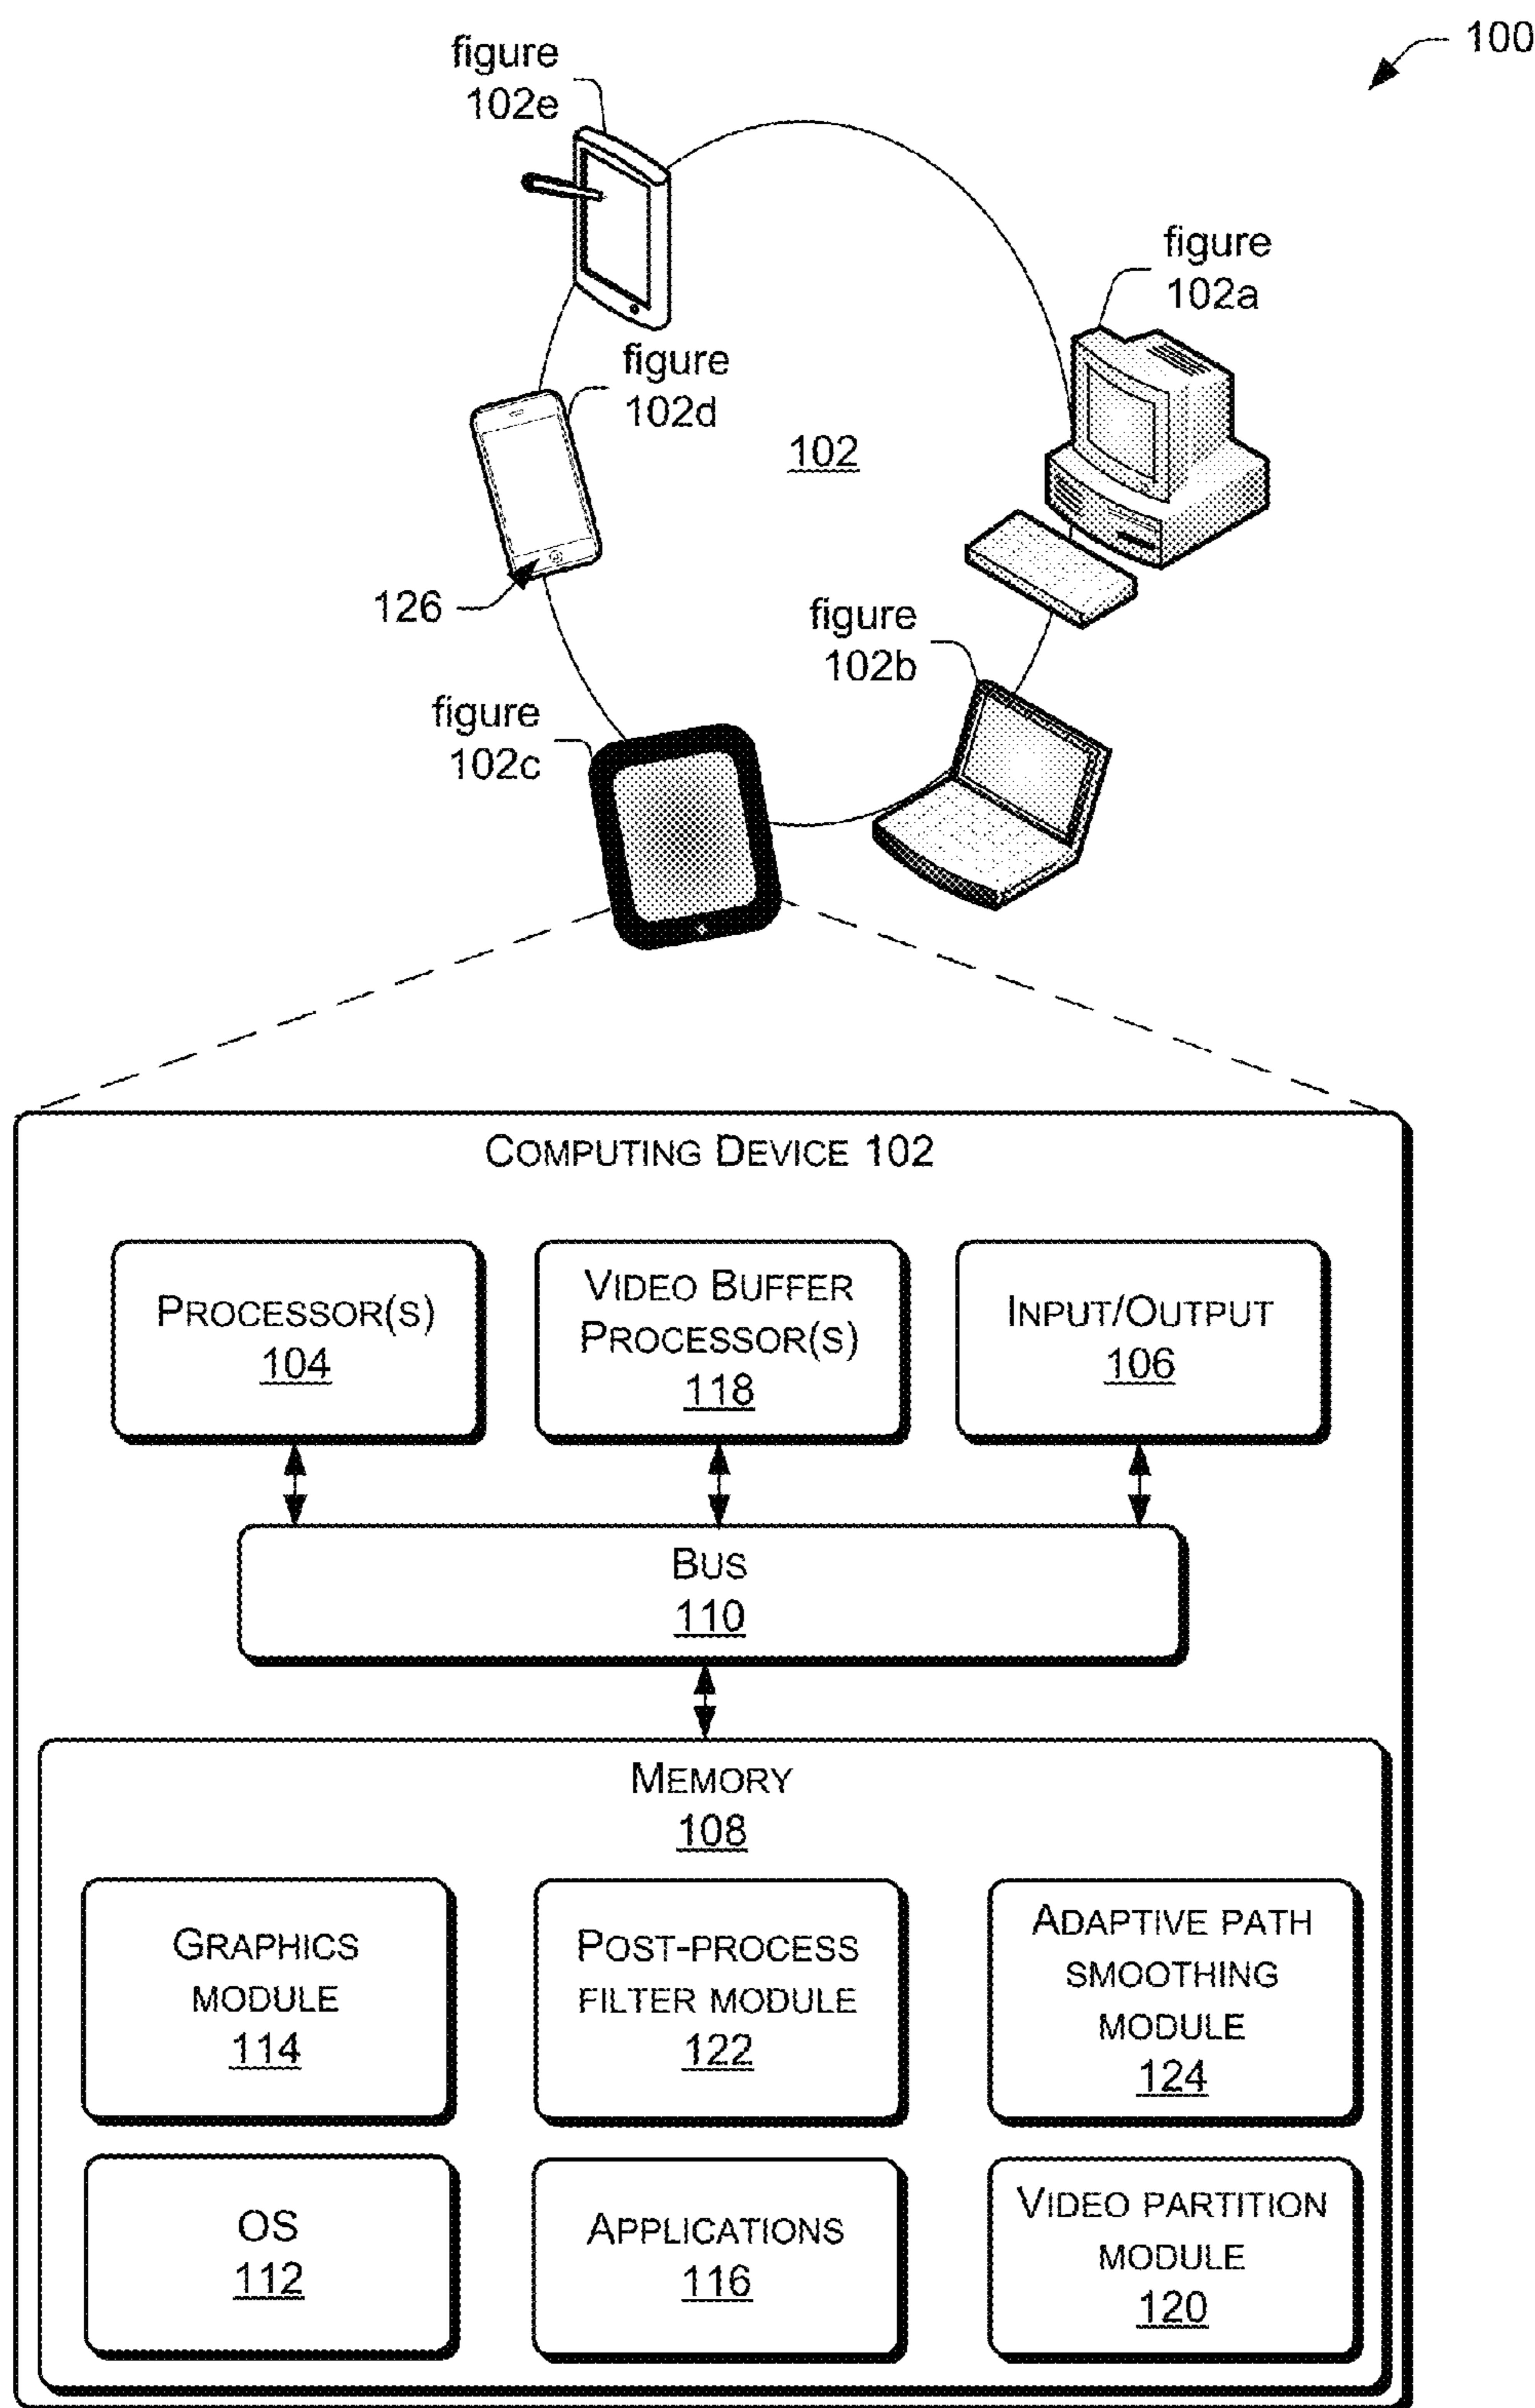 100
figure
102e
figure
102a
figure
102d
102
126
figure
102b
figure
102c
COMPUTING DEVICE 102
PROCESSOR(S)
104
VIDEO BUFFER
PROCESSOR(S)
118
INPUT/OUTPUT
106
BUS
110
MEMORY
108
GRAPHICS
MODULE
114
POST-PROCESS
FILTER MODULE
122
ADAPTIVE PATH
SMOOTHING
MODULE
124
OS
112
APPLICATIONS
116
VIDEO PARTITION
MODULE
120